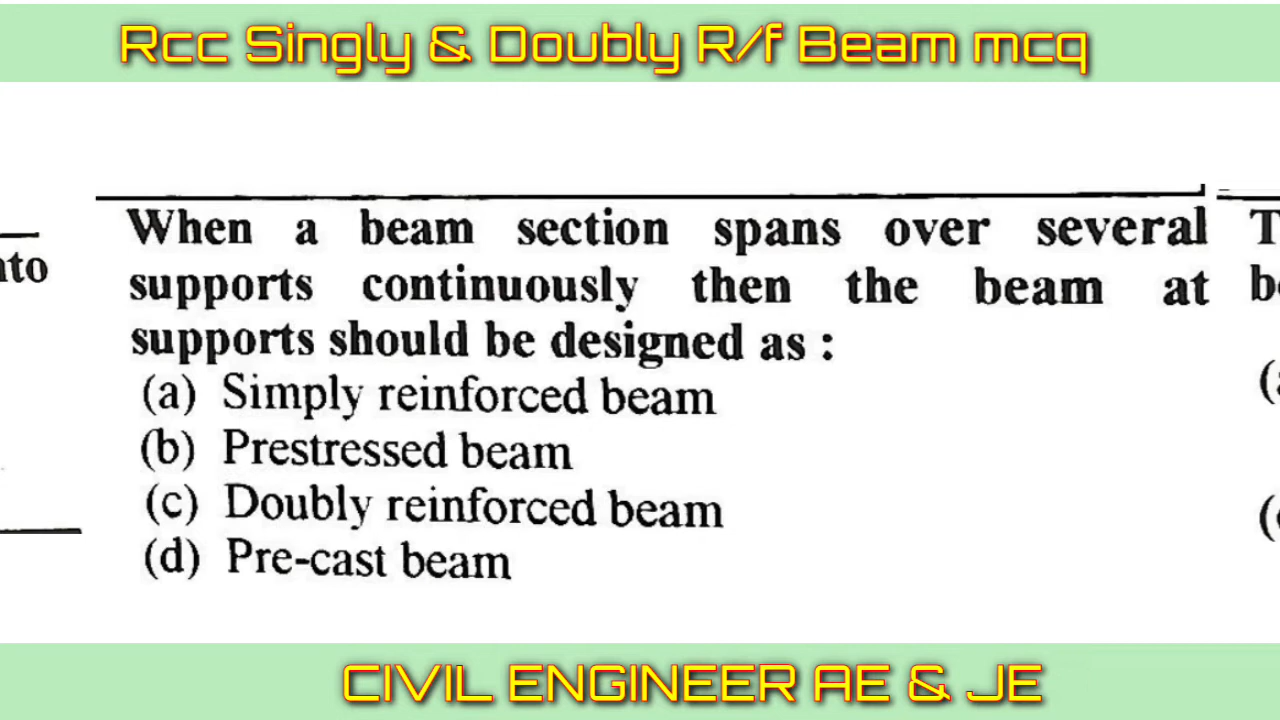 Rcc Singly & Doubly R/f Beam mcq
When a beam section spans over several
supports continuously then the beam at
supports should be designed as :
(a) Simply reinforced beam
(b) Prestressed beam
(c) Doubly reinforced beam
(d) Pre-cast beam
CIVIL ENGINEER AE & JE